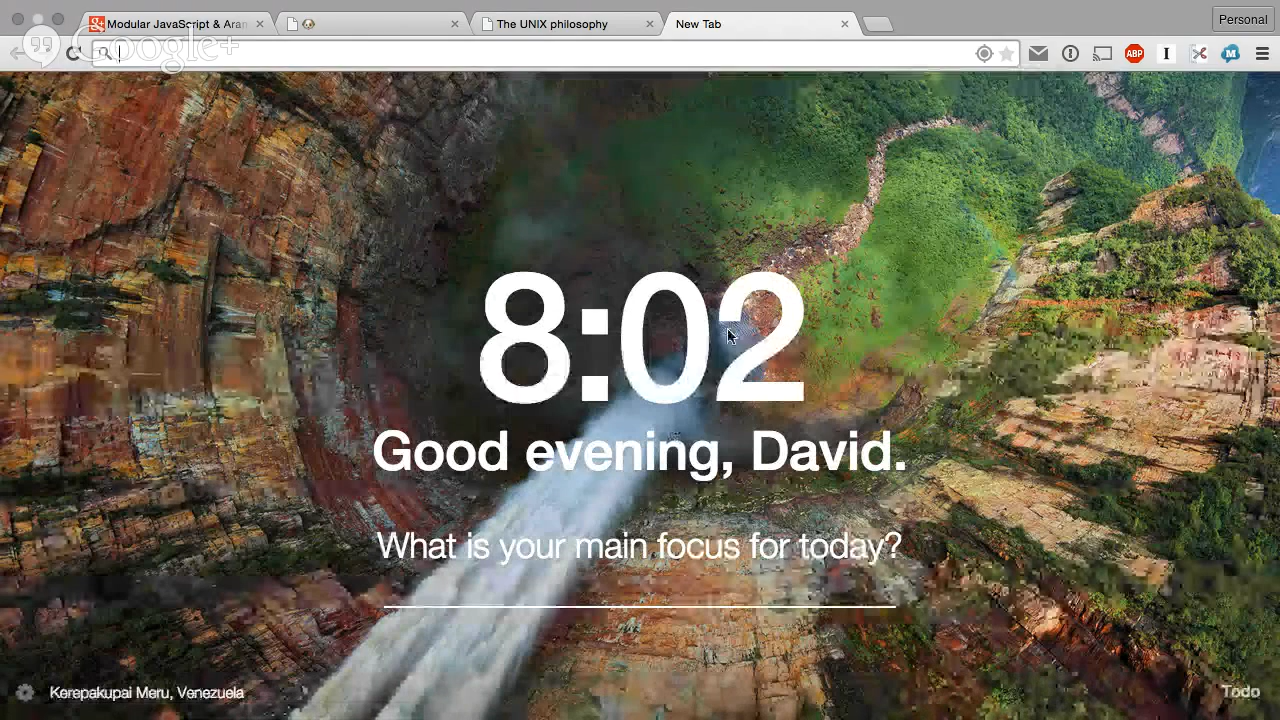 Modular JavaScript & Aran
The UNIX philosophy
New Tab
Personal
Google+
ABP
8:02
Good evening, David.
What is your main focus for today?
Kerepakupai Meru, Venezuela
Todo